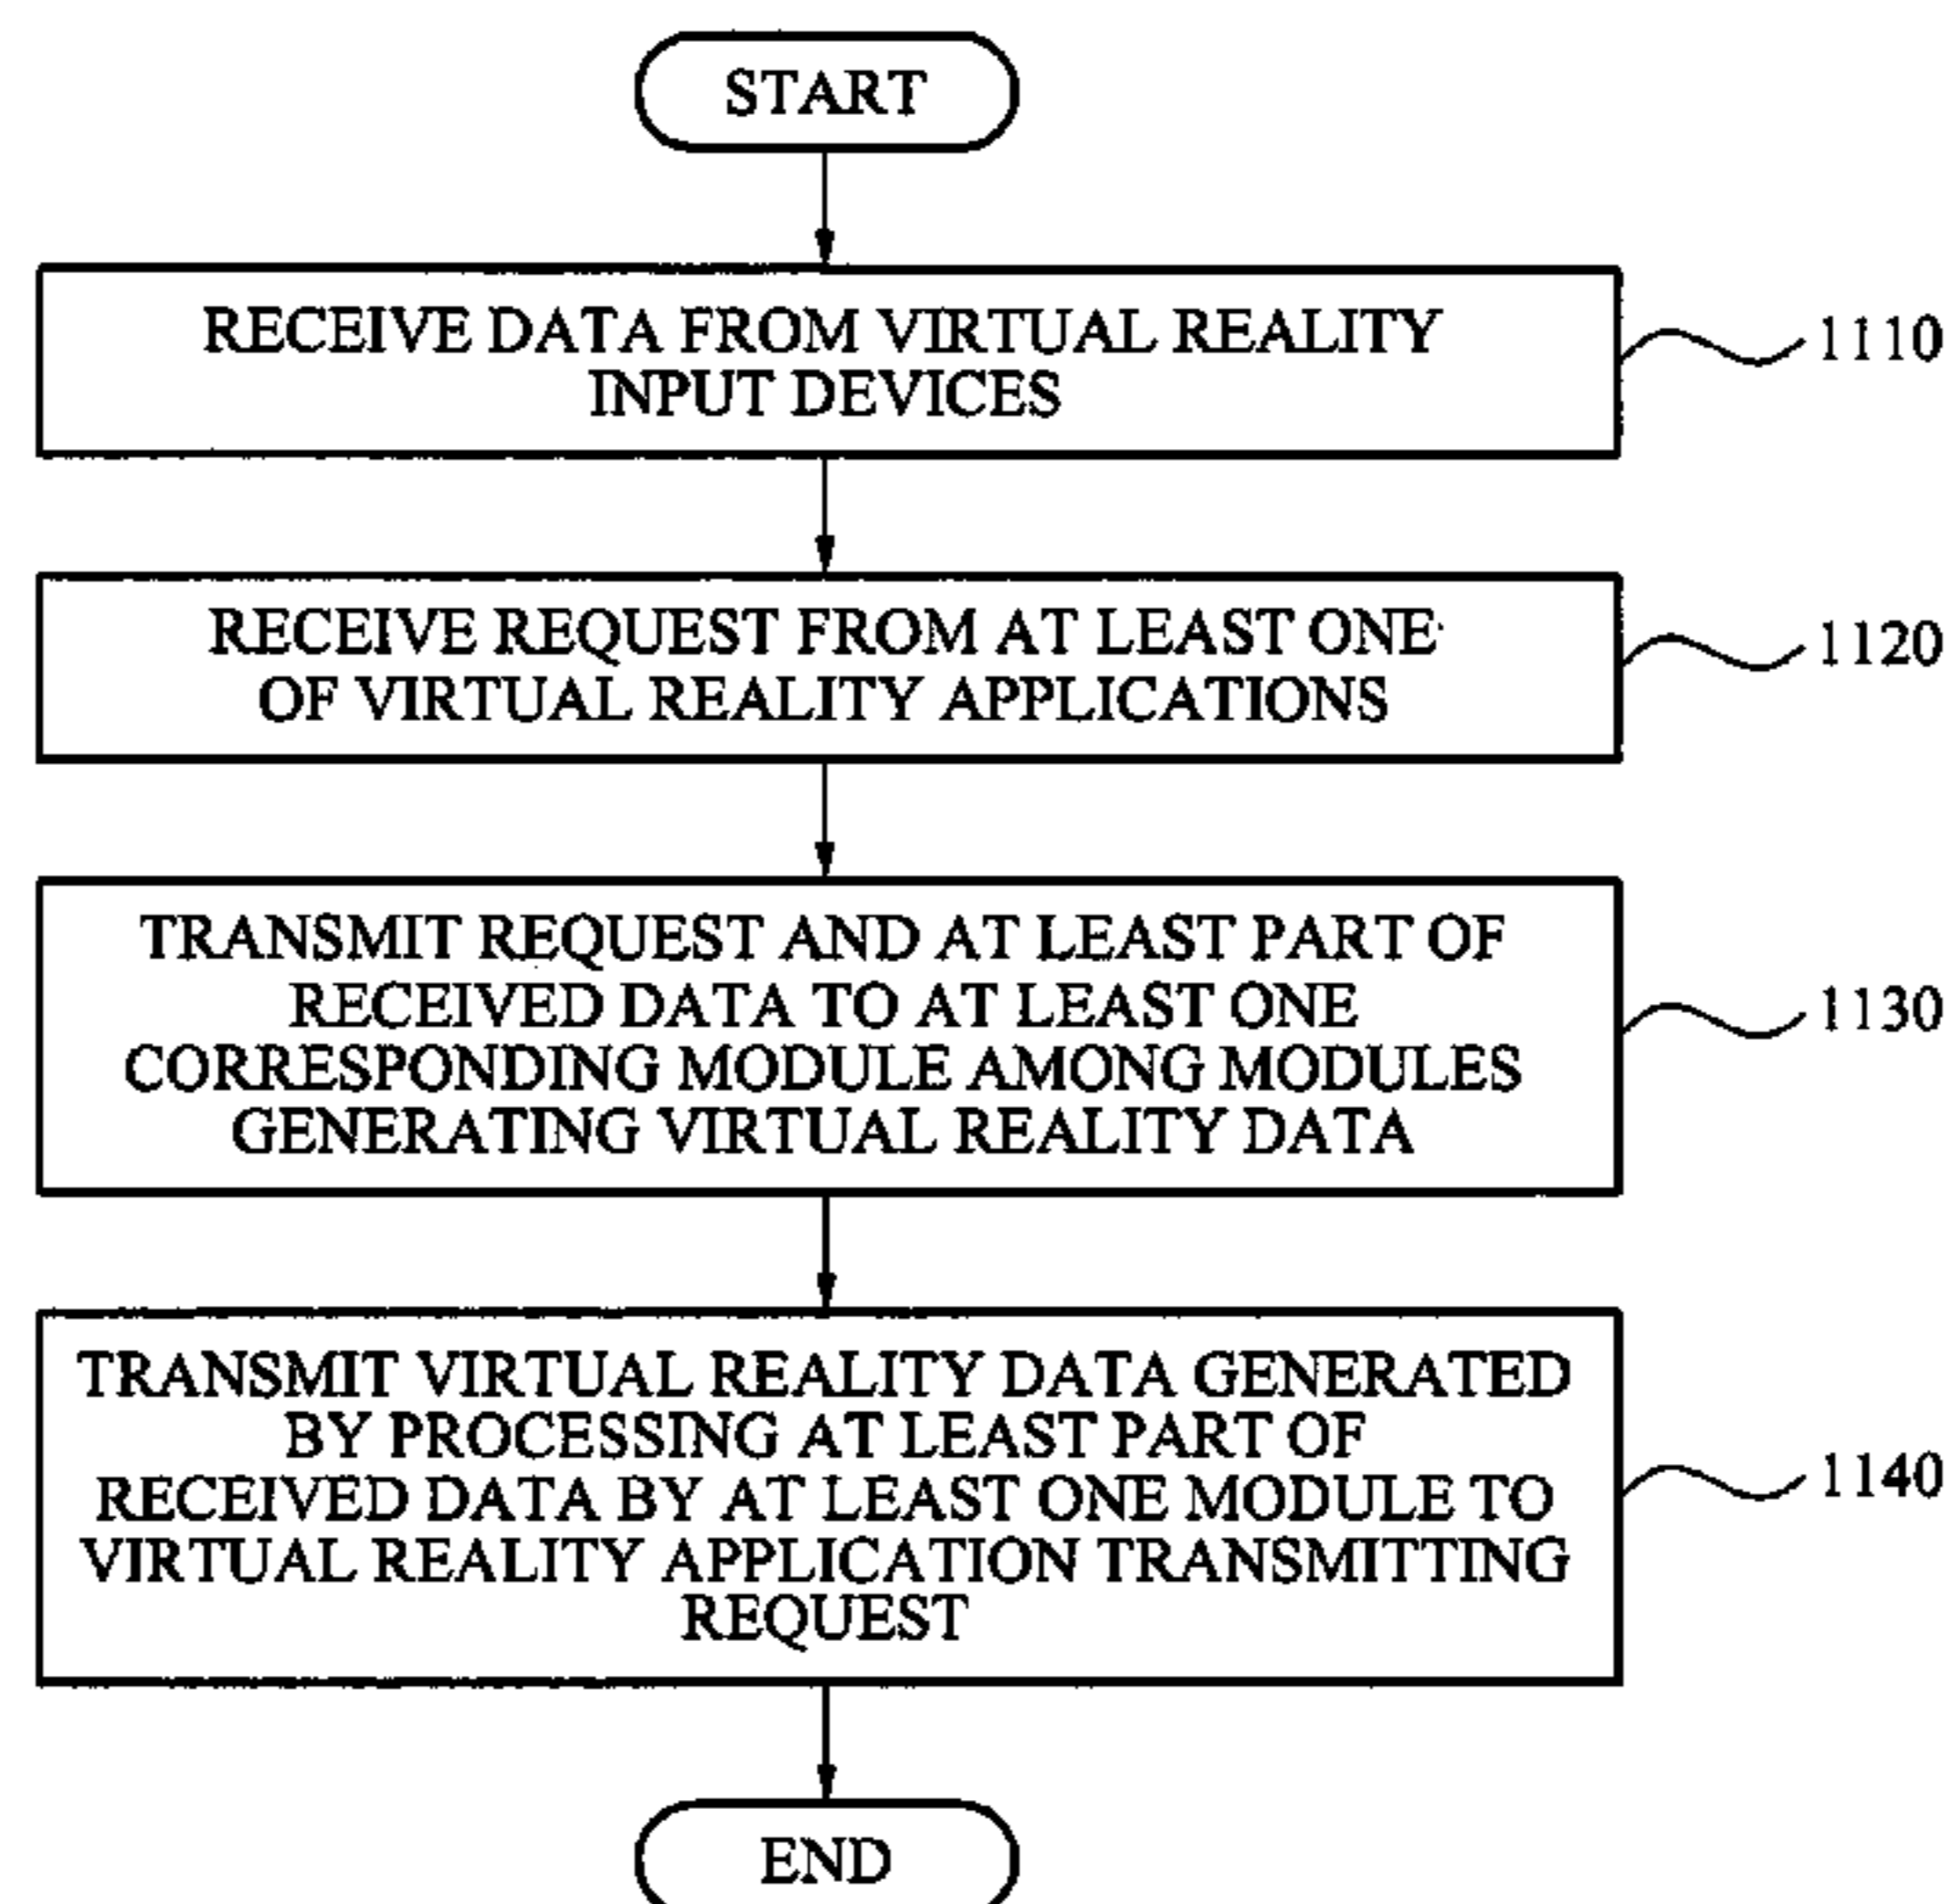 START
RECEIVE DATA FROM VIRTUAL REALITY
INPUT DEVICES
1110
RECEIVE REQUEST FROM AT LEAST ONE
OF VIRTUAL REALITY APPLICATIONS
1120
TRANSMIT REQUEST AND AT LEAST PART OF
RECEIVED DATA TO AT LEAST ONE
CORRESPONDING MODULE AMONG MODULES
GENERATING VIRTUAL REALITY DATA
1130
TRANSMIT VIRTUAL REALITY DATA GENERATED
BY PROCESSING AT LEAST PART OF
RECEIVED DATA BY AT LEAST ONE MODULE TO
VIRTUAL REALITY APPLICATION TRANSMITTING
REQUEST
1140
END